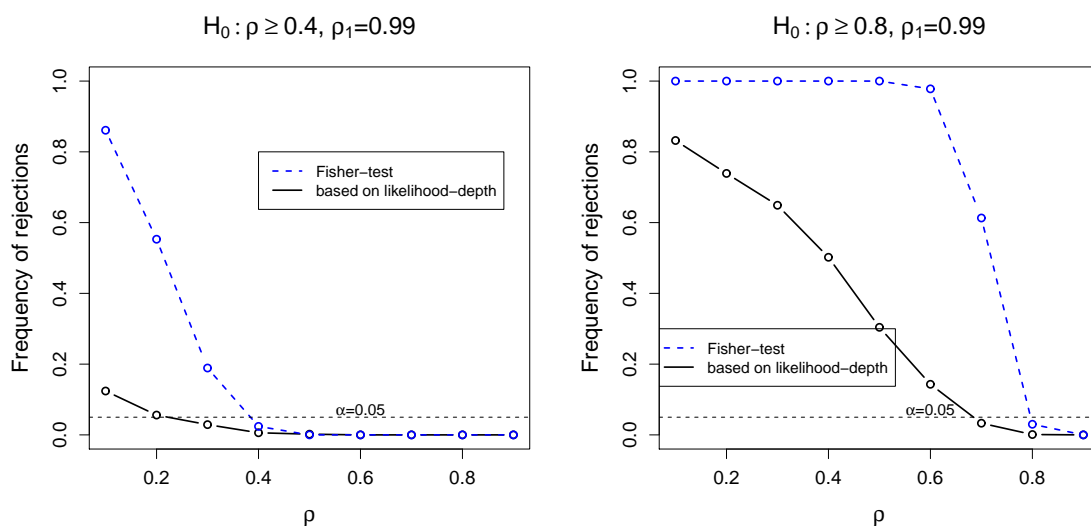 H₀ : ρ ≥ 0.4, ρ₁=0.99
Frequency of rejections
1.0
0.8
0.6
0.4
0.2
0.0
Fisher−test
based on likelihood−depth
α=0.05
0.2 0.4 0.6 0.8
ρ
H₀ : ρ ≥ 0.8, ρ₁=0.99
Frequency of rejections
1.0
0.8
0.6
0.4
0.2
0.0
Fisher−test
based on likelihood−depth
α=0.05
0.2 0.4 0.6 0.8
ρ